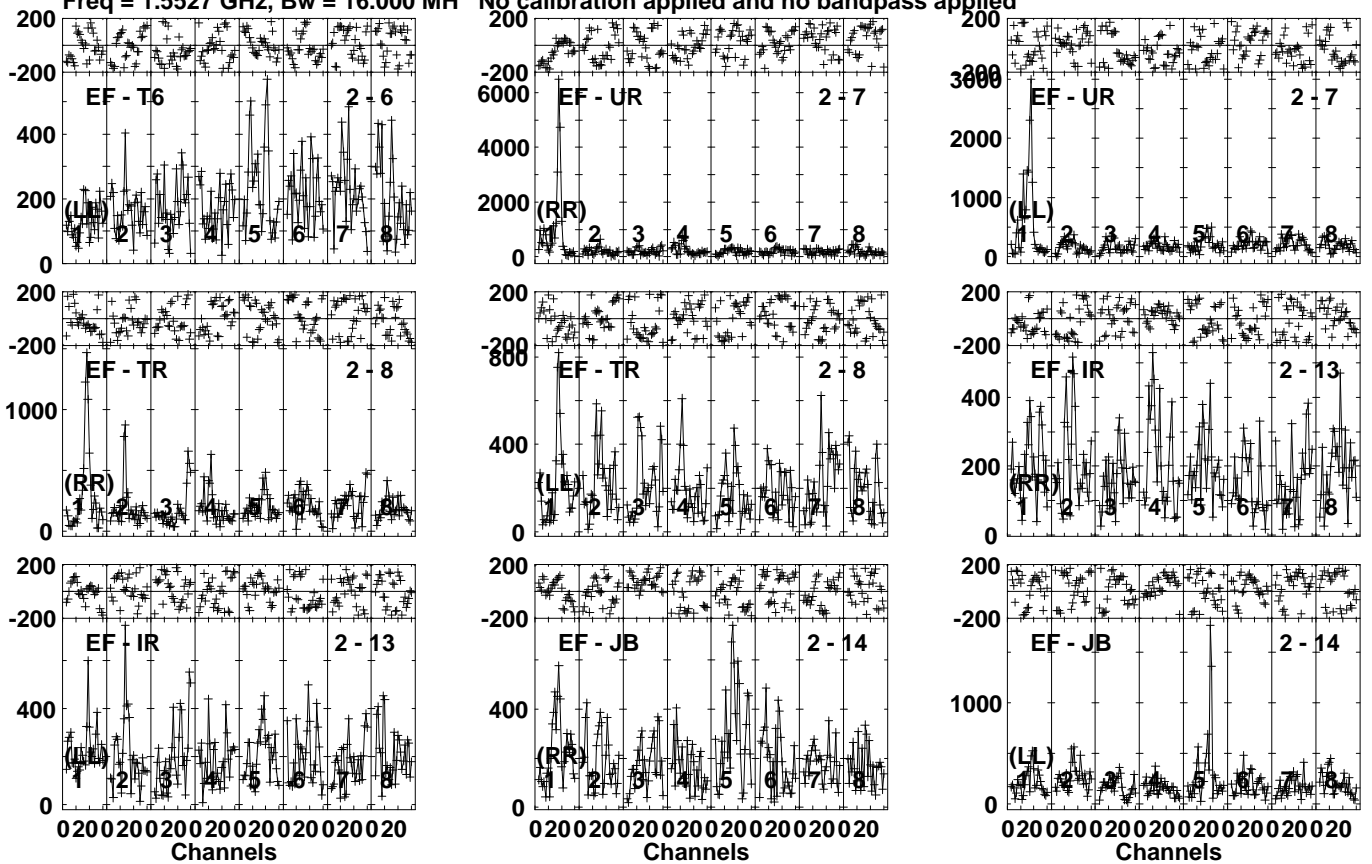 Freq = 1.5527 GHz, Bw = 16.000 MH No calibration applied and no bandpass applied
200 200 200
-200 -200 -200
EF - T6 2 - 6 EF - UR 2 - 7 EF - UR 2 - 7
400 6000 3000
200 4000 2000
0 2000 1000
0 0
(LL) (RR) (LL)
1 2 3 4 5 6 7 8 1 2 3 4 5 6 7 8 1 2 3 4 5 6 7 8
200 200 200
-200 -200 -200
EF - TR 2 - 8 EF - TR 2 - 8 EF - IR 2 - 13
1000 800 400
0 400 200
0 0
(RR) (LL) (RR)
1 2 3 4 5 6 7 8 1 2 3 4 5 6 7 8 1 2 3 4 5 6 7 8
200 200 200
-200 -200 -200
EF - IR 2 - 13 EF - JB 2 - 14 EF - JB 2 - 14
400 400 1000
0 0 0
(LL) (RR) (LL)
1 2 3 4 5 6 7 8 1 2 3 4 5 6 7 8 1 2 3 4 5 6 7 8
0 20 0 20 0 20 0 20 0 20 0 20 0 20 0 20 0 20 0 20 0 20 0 20 0 20 0 20 0 20 0 20 0 20 0 20 0 20 0 20 0 20 0 20 0 20 0 20
Channels Channels Channels